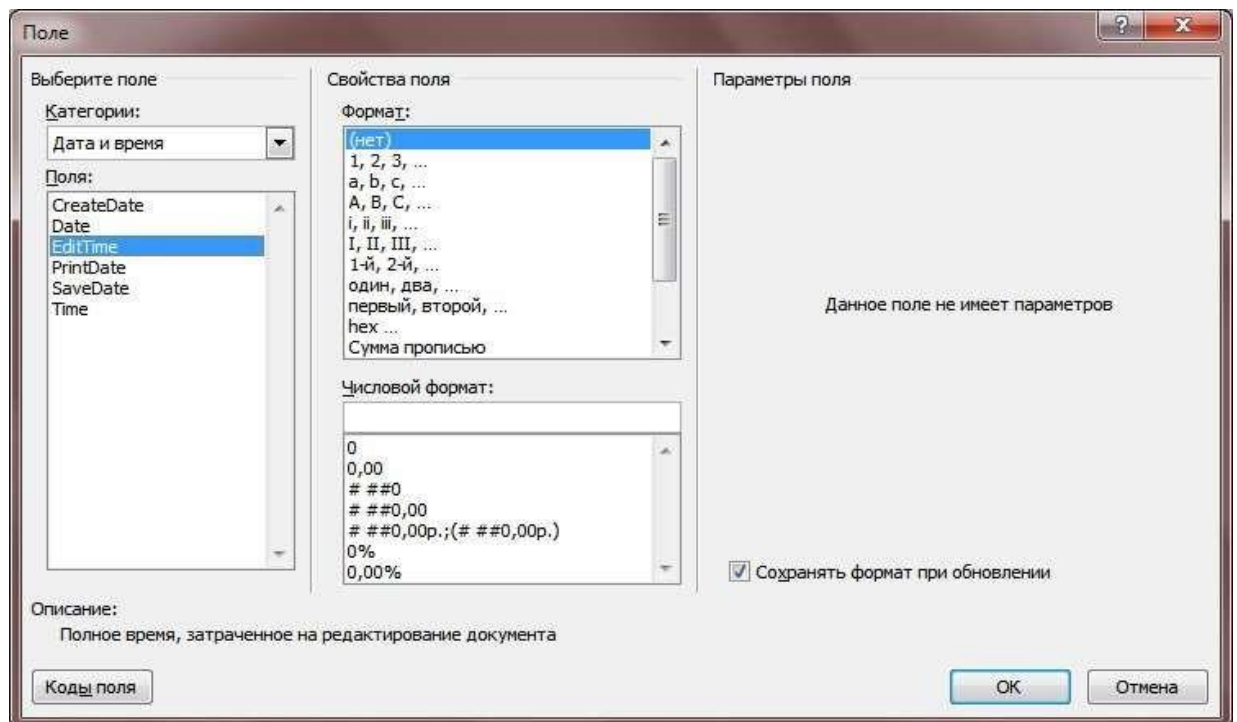 Поле
Выберите поле
Категории:
Дата и время
Поля:
CreateDate
Date
EditTime
PrintDate
SaveDate
Time
Свойства поля
Формат:
(нет)
1, 2, 3, ...
a, b, c, ...
A, B, C, ...
i, ii, iii, ...
I, II, III, ...
1-й, 2-й, ...
один, два, ...
первый, второй, ...
hex ...
Сумма прописью
Числовой формат:
0
0,00
# ##0
# ##0,00
# ##0,00р.;(# ##0,00р.)
0%
0,00%
Параметры поля
Данное поле не имеет параметров
Сохранять формат при обновлении
Описание:
Полное время, затраченное на редактирование документа
Коды поля
ОК
Отмена